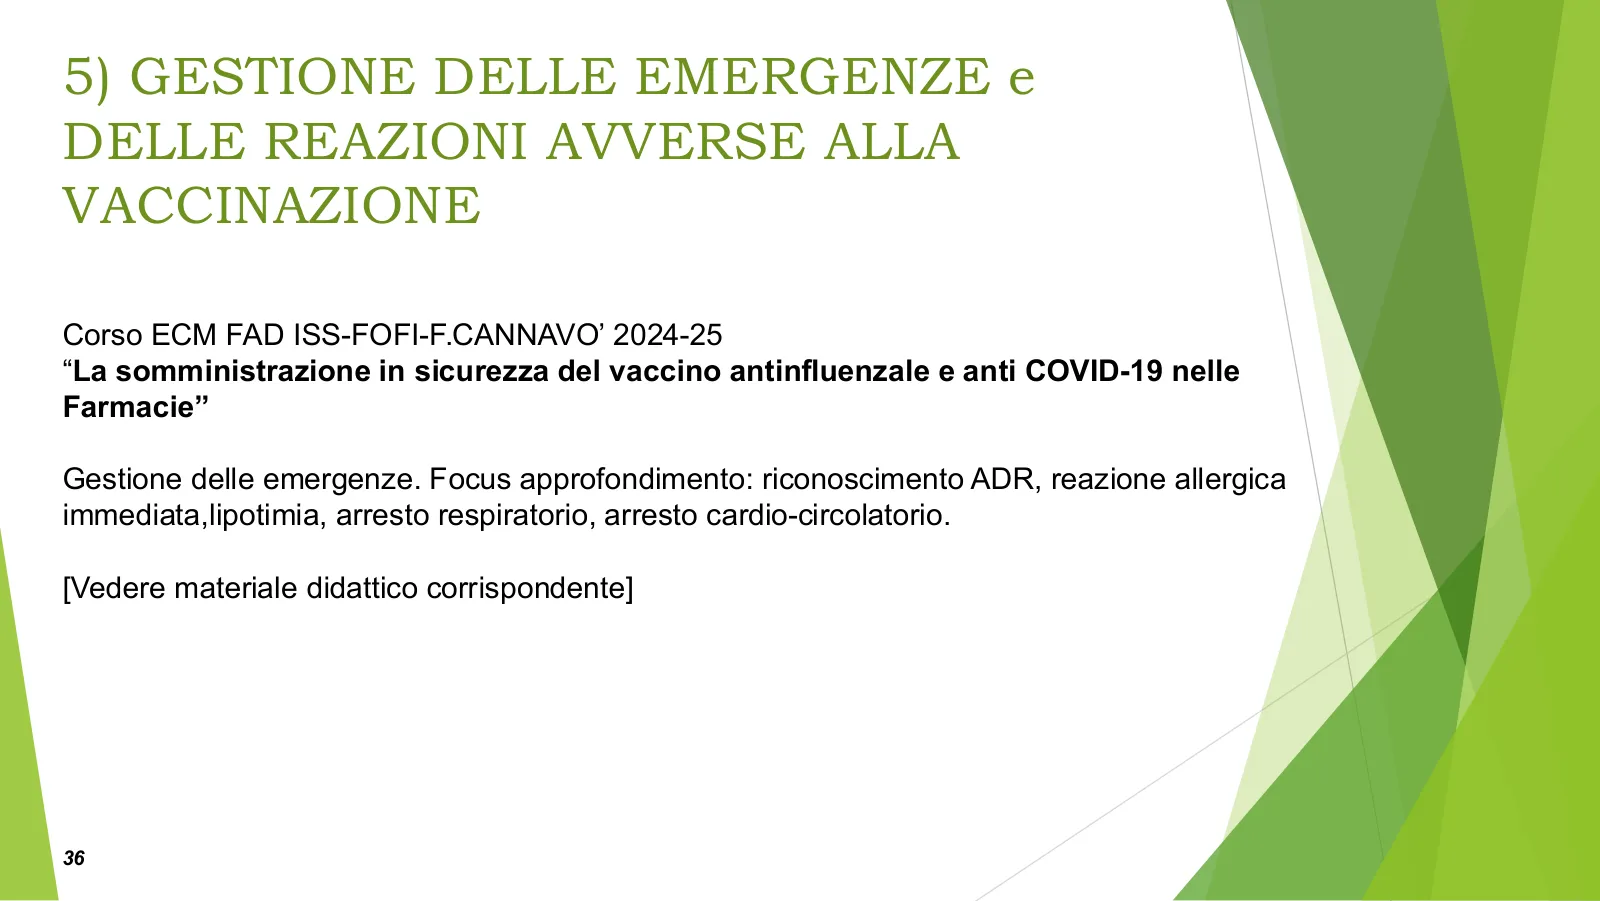 5) GESTIONE DELLE EMERGENZE e
DELLE REAZIONI AVVERSE ALLA
VACCINAZIONE
Corso ECM FAD ISS-FOFI-F.CANNAVO’ 2024-25
“La somministrazione in sicurezza del vaccino antinfluenzale e anti COVID-19 nelle
Farmacie”
Gestione delle emergenze. Focus approfondimento: riconoscimento ADR, reazione allergica
immediata,lipotimia, arresto respiratorio, arresto cardio-circolatorio.
[Vedere materiale didattico corrispondente]
36